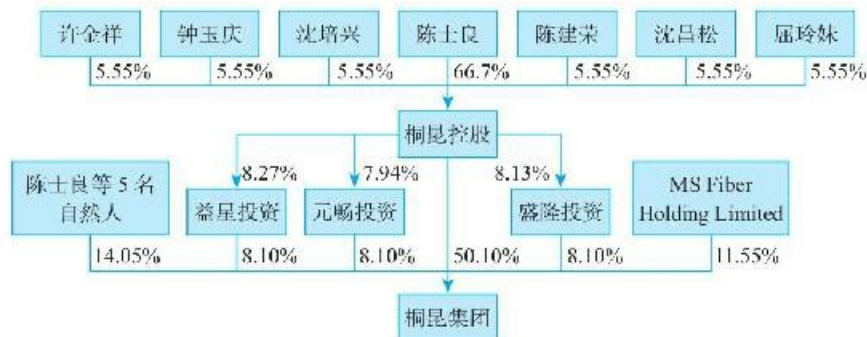 许金祥
钟玉庆
沈培兴
陈士良
陈建荣
沈昌松
屈玲妹
5.55%
5.55%
5.55%
66.7%
5.55%
5.55%
5.55%
桐昆控股
8.27%
7.94%
8.13%
陈士良等 5 名
自然人
益星投资
元畅投资
盛隆投资
MS Fiber
Holding Limited
14.05%
8.10%
8.10%
50.10%
8.10%
11.55%
桐昆集团